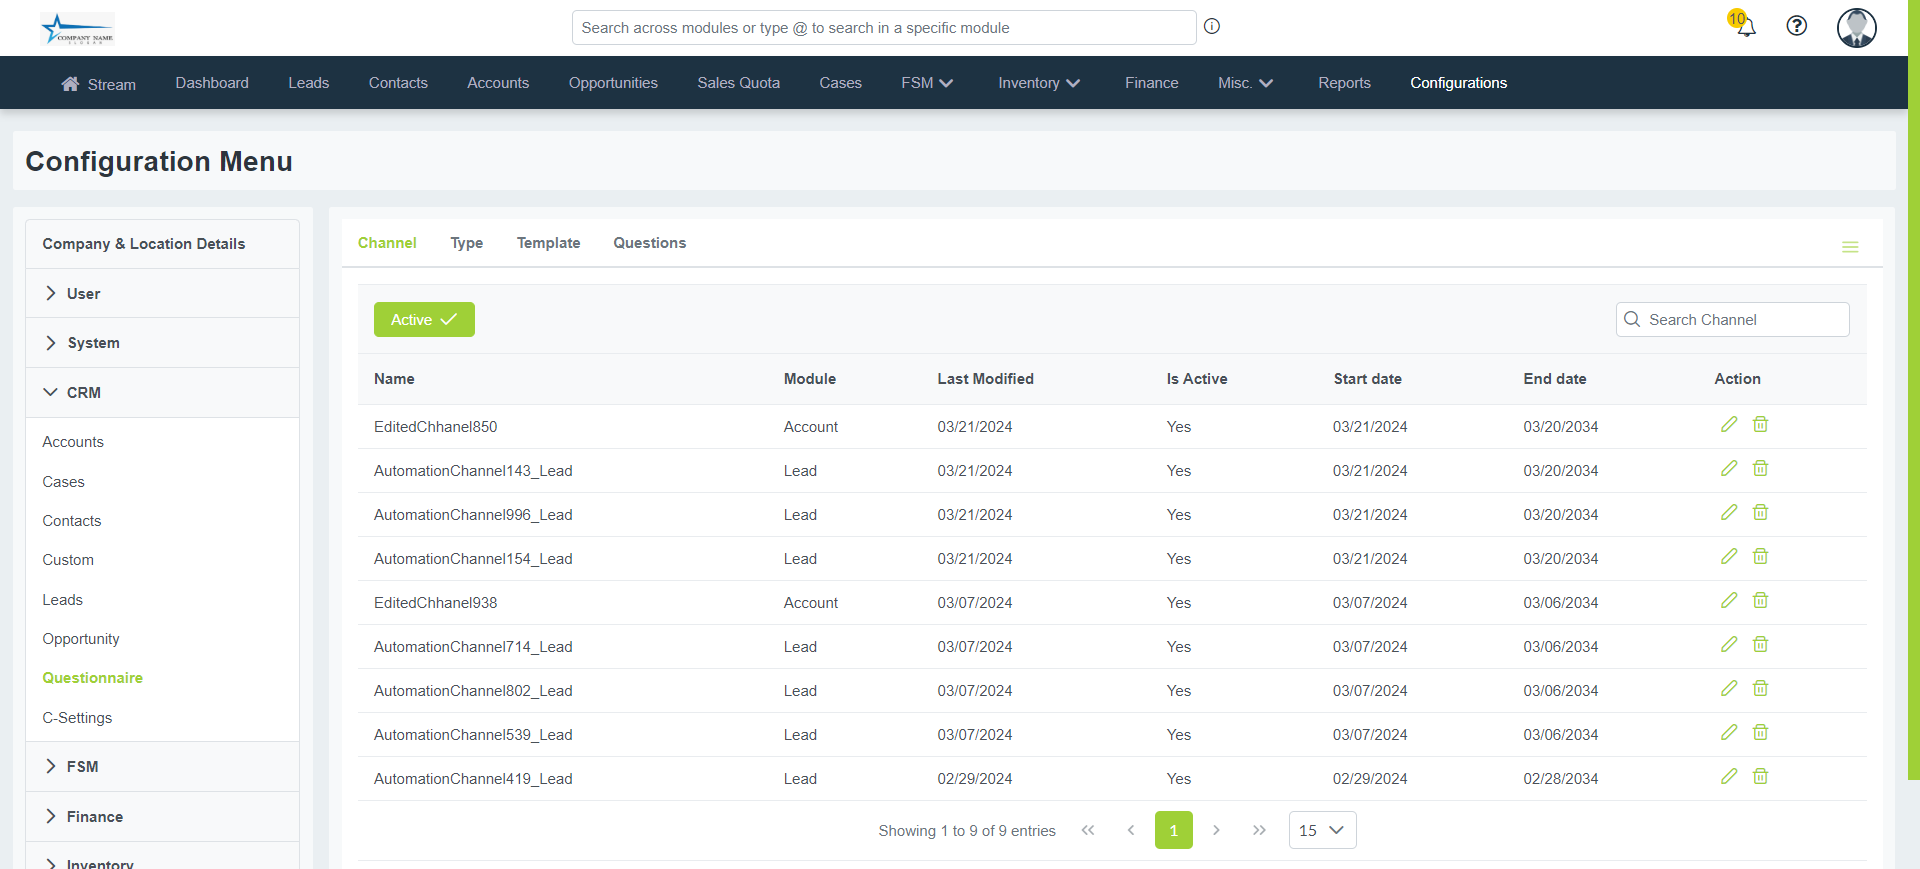 COMPANY NAME
Search across modules or type @ to search in a specific module
10
Stream Dashboard Leads Contacts Accounts Opportunities Sales Quota Cases FSM Inventory Finance Misc. Reports Configurations
Configuration Menu
Company & Location Details
User
System
CRM
Accounts
Cases
Contacts
Custom
Leads
Opportunity
Questionnaire
C-Settings
FSM
Finance
Inventory
Channel Type Template Questions
Active
Search Channel
Name Module Last Modified Is Active Start date End date Action
EditedChhanel850 Account 03/21/2024 Yes 03/21/2024 03/20/2034
AutomationChannel143_Lead Lead 03/21/2024 Yes 03/21/2024 03/20/2034
AutomationChannel996_Lead Lead 03/21/2024 Yes 03/21/2024 03/20/2034
AutomationChannel154_Lead Lead 03/21/2024 Yes 03/21/2024 03/20/2034
EditedChhanel938 Account 03/07/2024 Yes 03/07/2024 03/06/2034
AutomationChannel714_Lead Lead 03/07/2024 Yes 03/07/2024 03/06/2034
AutomationChannel802_Lead Lead 03/07/2024 Yes 03/07/2024 03/06/2034
AutomationChannel539_Lead Lead 03/07/2024 Yes 03/07/2024 03/06/2034
AutomationChannel419_Lead Lead 02/29/2024 Yes 02/29/2024 02/28/2034
Showing 1 to 9 of 9 entries 1 15